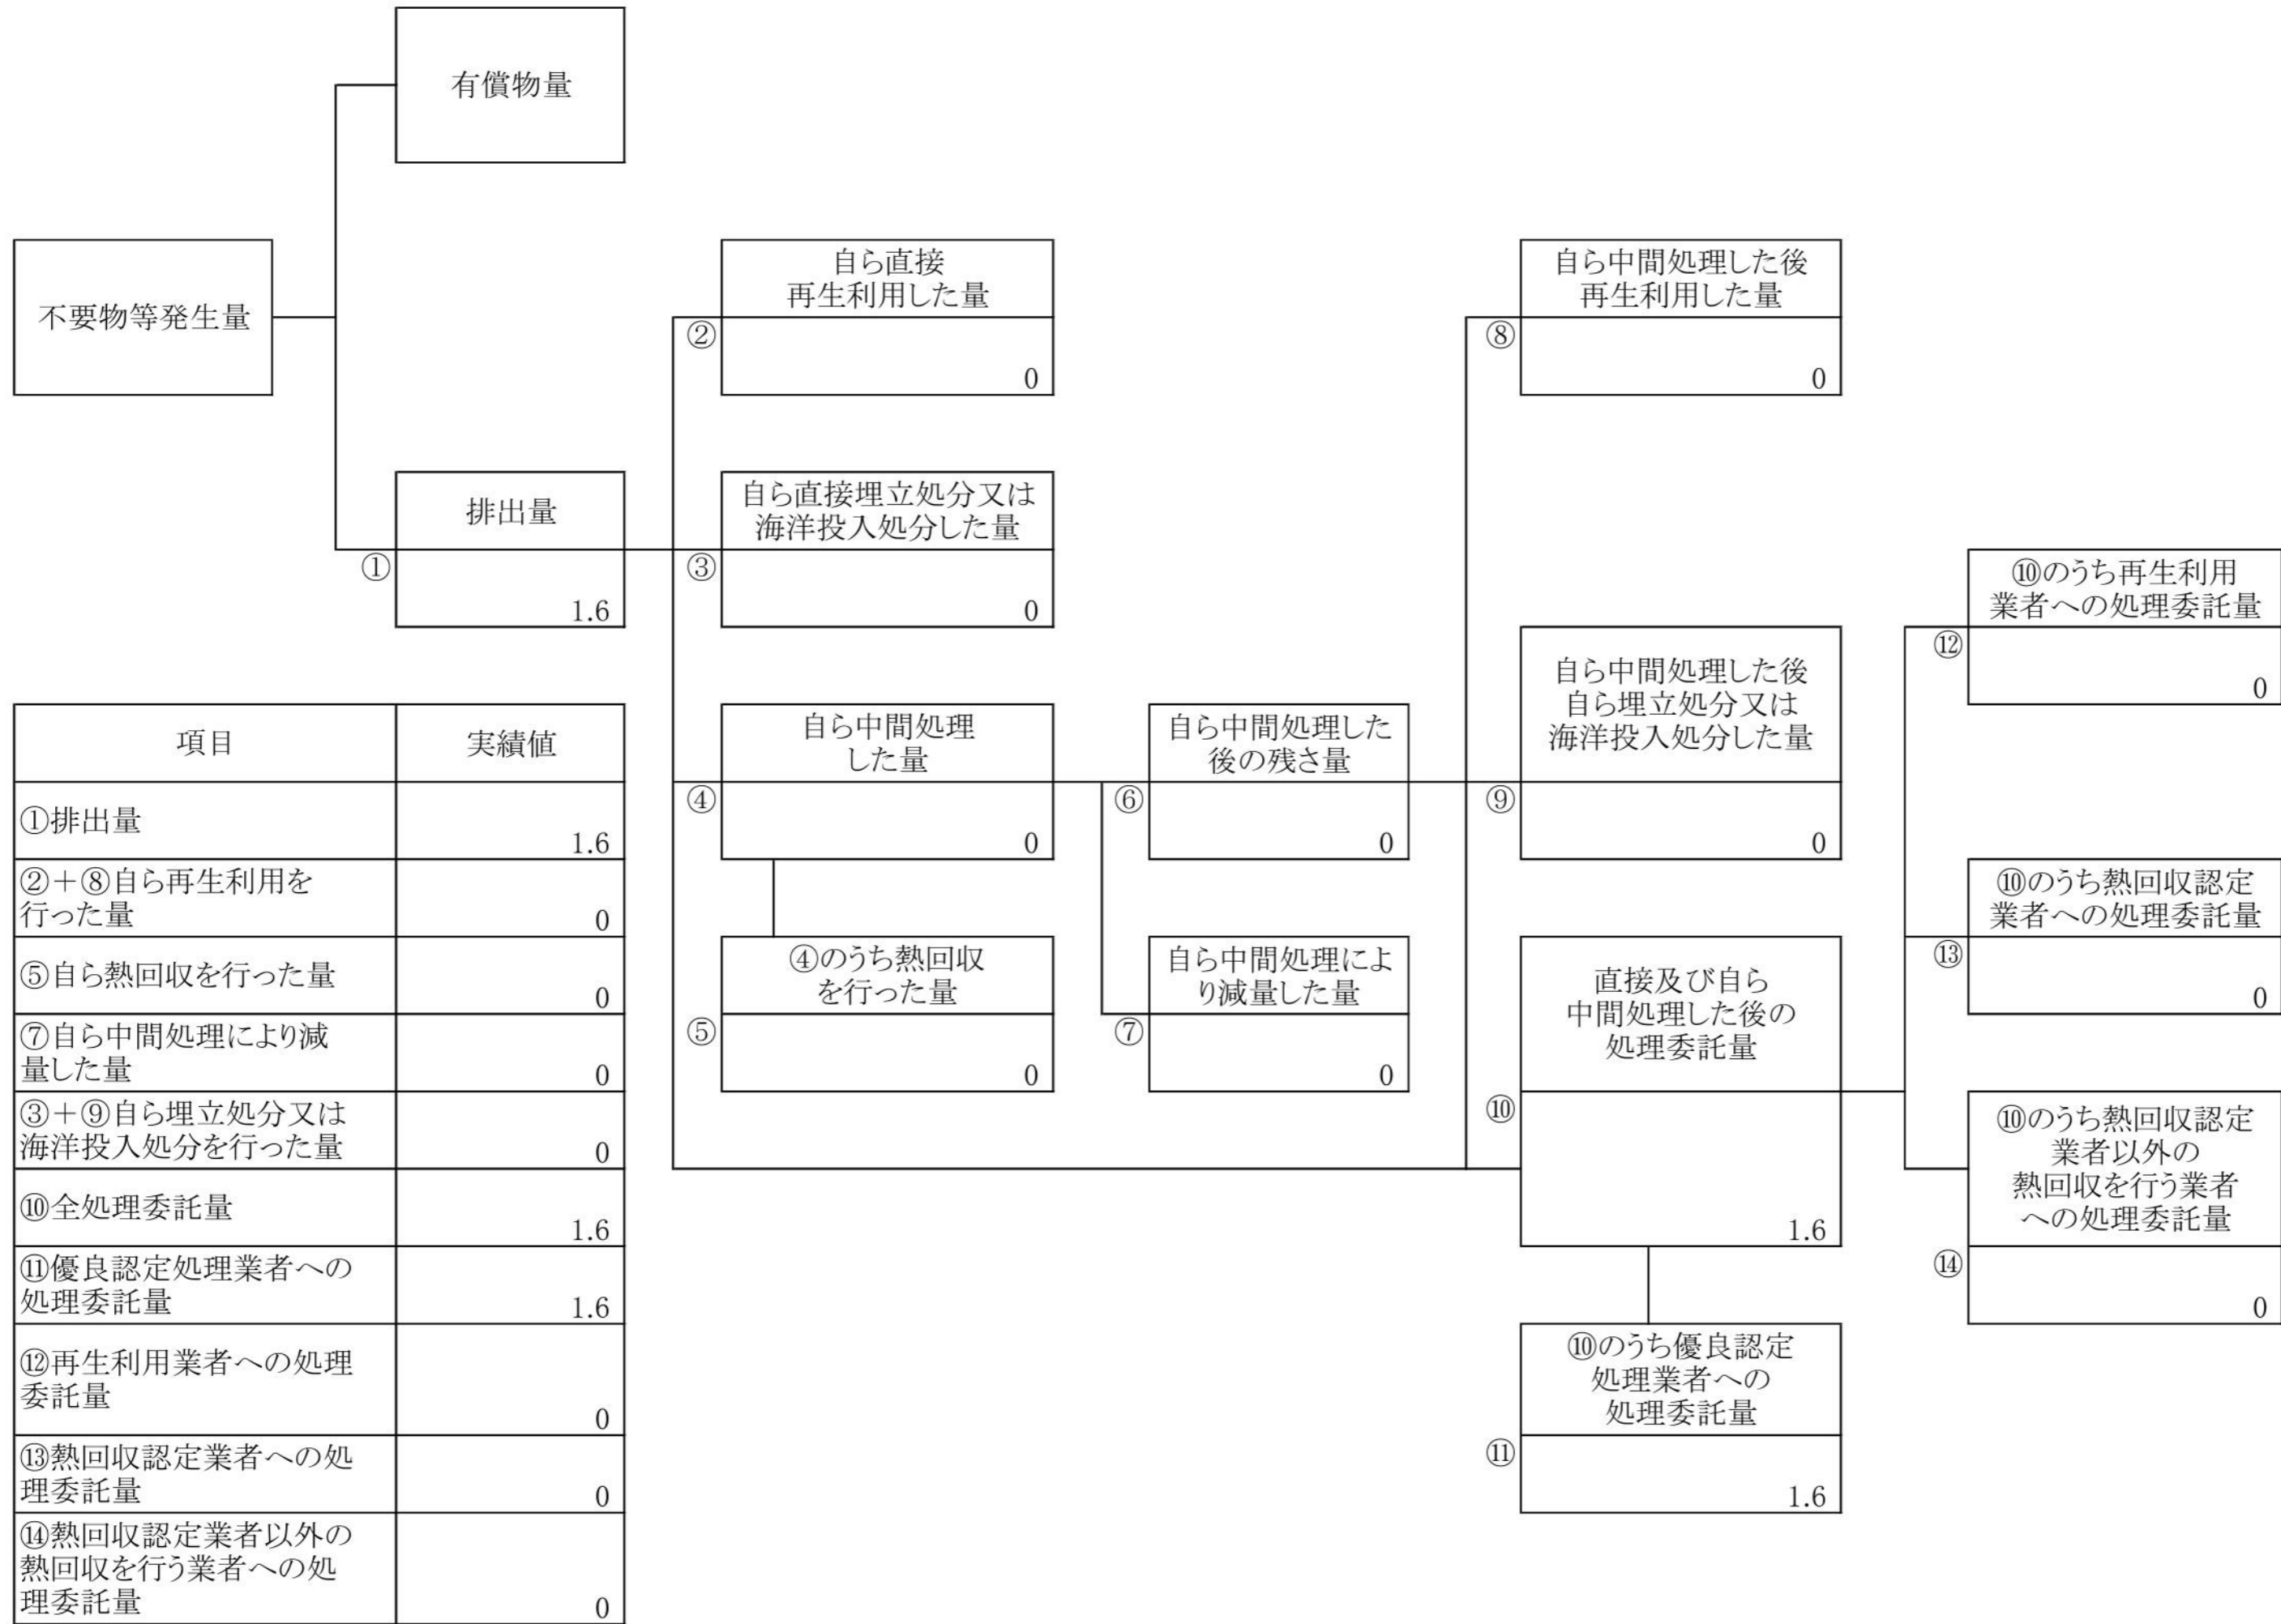 有償物量
不要物等発生量
自ら直接
再生利用した量
②
0
自ら中間処理した後
再生利用した量
⑧
0
排出量
①
1.6
自ら直接埋立処分又は
海洋投入処分した量
③
0
⑩のうち再生利用
業者への処理委託量
⑫
0
自ら中間処理
した量
④
0
自ら中間処理した
後の残さ量
⑥
0
自ら中間処理した後
自ら埋立処分又は
海洋投入処分した量
⑨
0
⑩のうち熱回収認定
業者への処理委託量
⑬
0
④のうち熱回収
を行った量
⑤
0
自ら中間処理によ
り減量した量
⑦
0
直接及び自ら
中間処理した後の
処理委託量
⑩
1.6
⑩のうち熱回収認定
業者以外の
熱回収を行う業者
への処理委託量
⑭
0
⑩のうち優良認定
処理業者への
処理委託量
⑪
1.6
項目 実績値
①排出量
1.6
②＋⑧自ら再生利用を
行った量 0
⑤自ら熱回収を行った量
0
⑦自ら中間処理により減
量した量 0
③＋⑨自ら埋立処分又は
海洋投入処分を行った量 0
⑩全処理委託量
1.6
⑪優良認定処理業者への
処理委託量 1.6
⑫再生利用業者への処理
委託量
0
⑬熱回収認定業者への処
理委託量 0
⑭熱回収認定業者以外の
熱回収を行う業者への処
理委託量 0